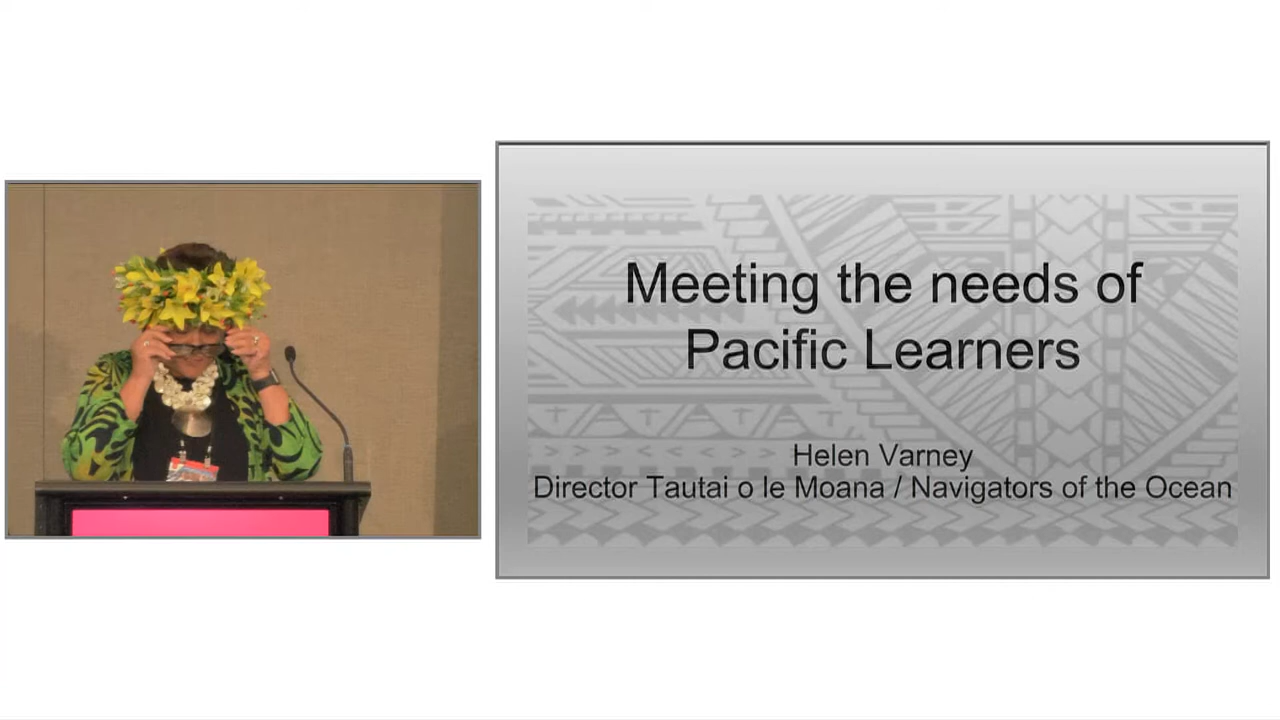 Meeting the needs of
Pacific Learners
Helen Varney
Director Tautai o le Moana / Navigators of the Ocean